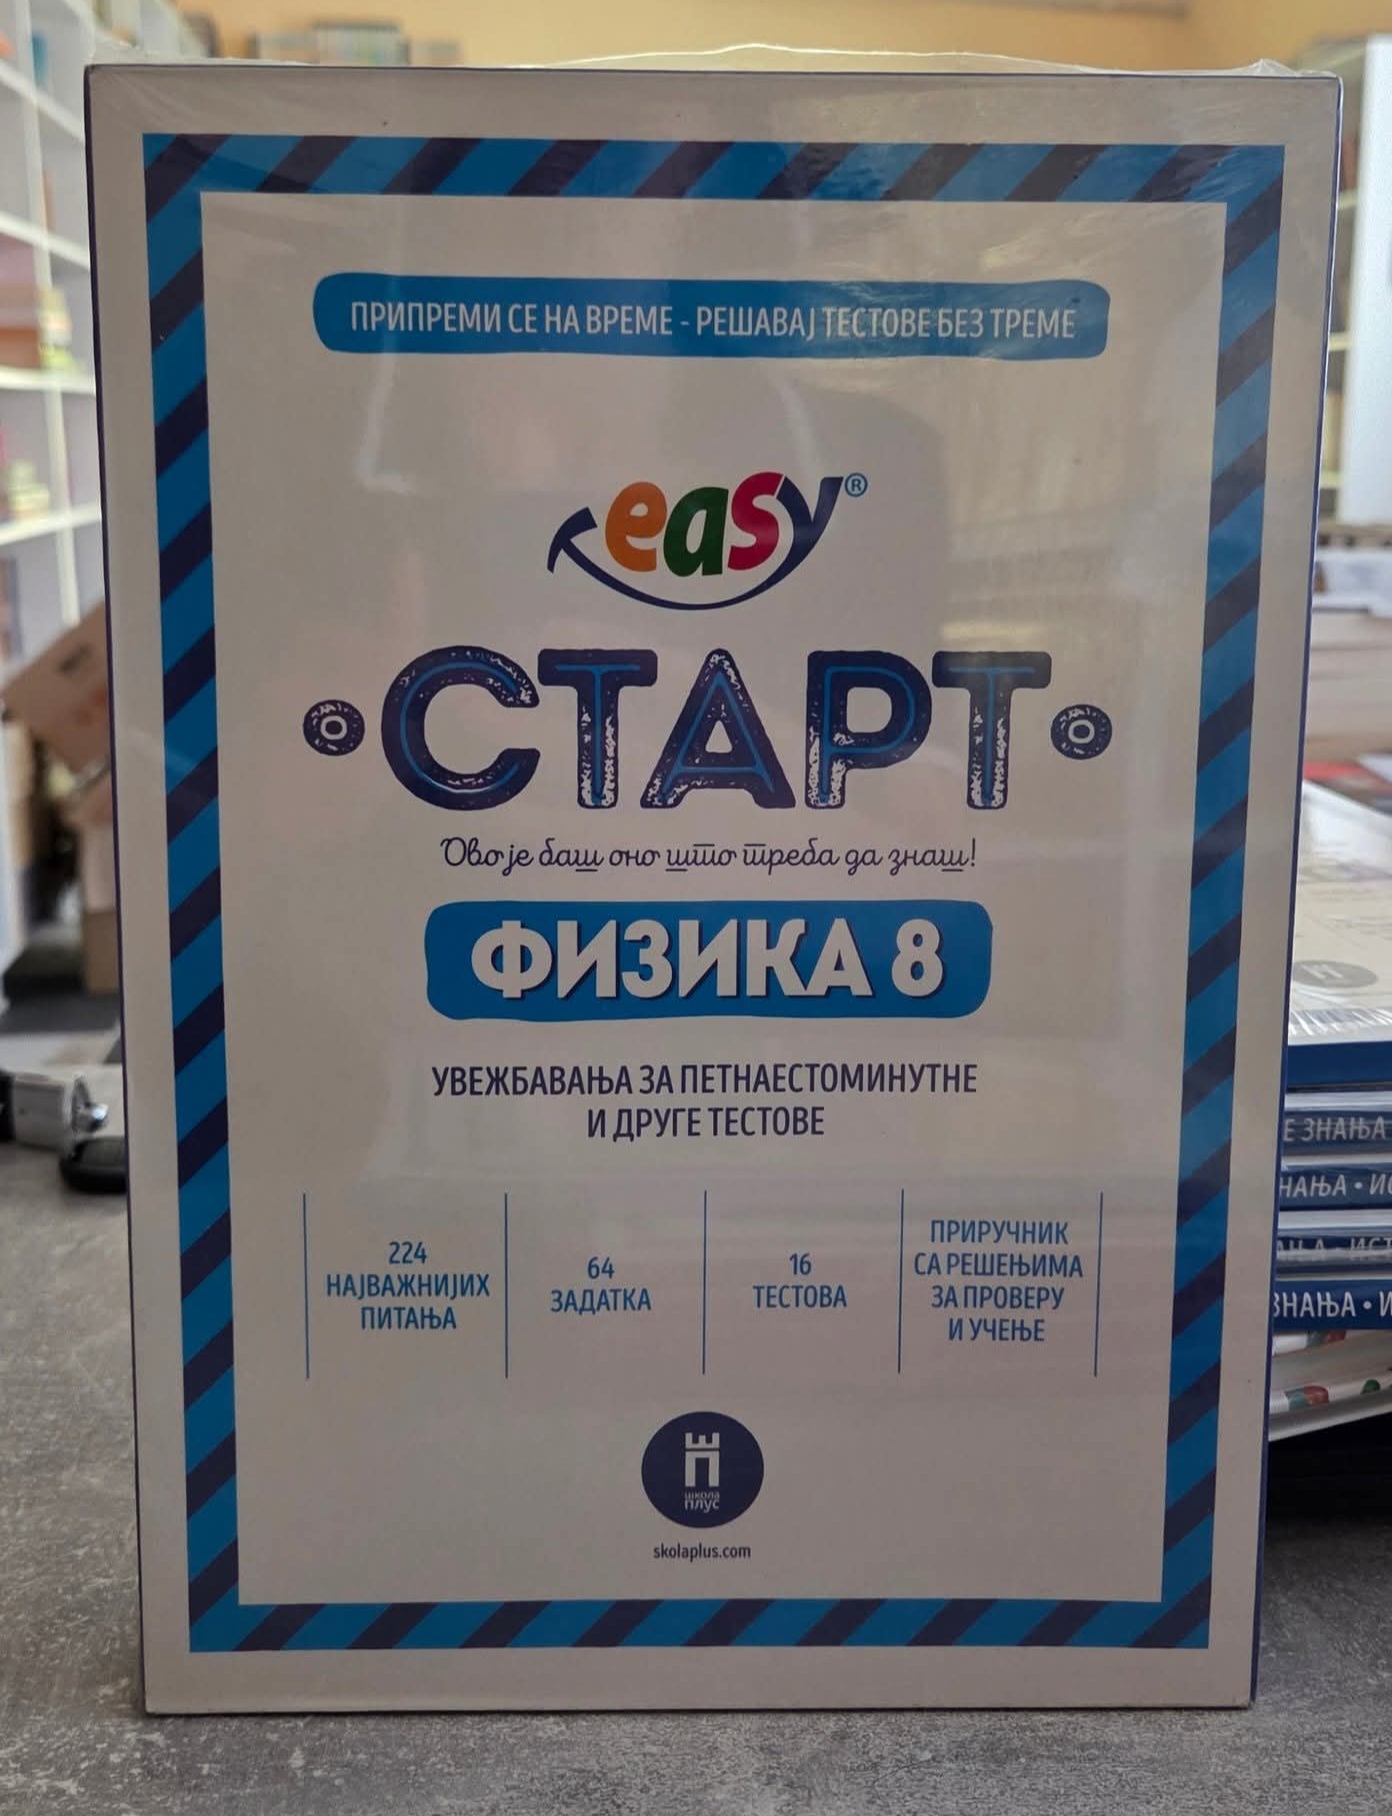 ПРИПРЕМИ СЕ НА ВРЕМЕ - РЕШАВАЈ ТЕСТОВЕ БЕЗ ТРЕМЕ
easy®
СТАРТ
Ово је баш оно што треба да знаш!
ФИЗИКА 8
УВЕЖБАВАЊА ЗА ПЕТНАЕСТОМИНУТНЕ
И ДРУГЕ ТЕСТОВЕ
224
НАЈВАЖНИЈИХ
ПИТАЊА
64
ЗАДАТКА
16
ТЕСТОВА
ПРИРУЧНИК
СА РЕШЕЊИМА
ЗА ПРОВЕРУ
И УЧЕЊЕ
ШП
школа
плус
skolaplus.com
Е ЗНАЊА
НАЊА • ИС
ЗНАЊА • И